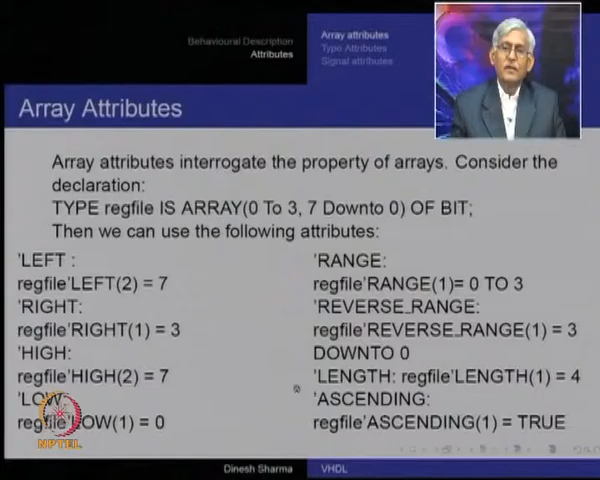 Behavioural Description
Attributes
Array attributes
Type Attributes
Signal attributes
Array Attributes
Array attributes interrogate the property of arrays. Consider the
declaration:
TYPE regfile IS ARRAY(0 To 3, 7 Downto 0) OF BIT;
Then we can use the following attributes:
'LEFT :
regfile'LEFT(2) = 7
'RIGHT:
regfile'RIGHT(1) = 3
'HIGH:
regfile'HIGH(2) = 7
'LOW:
regfile'LOW(1) = 0
'RANGE:
regfile'RANGE(1)= 0 TO 3
'REVERSE_RANGE:
regfile'REVERSE_RANGE(1) = 3
DOWNTO 0
'LENGTH: regfile'LENGTH(1) = 4
'ASCENDING:
regfile'ASCENDING(1) = TRUE
NPTEL
Dinesh Sharma
VHDL